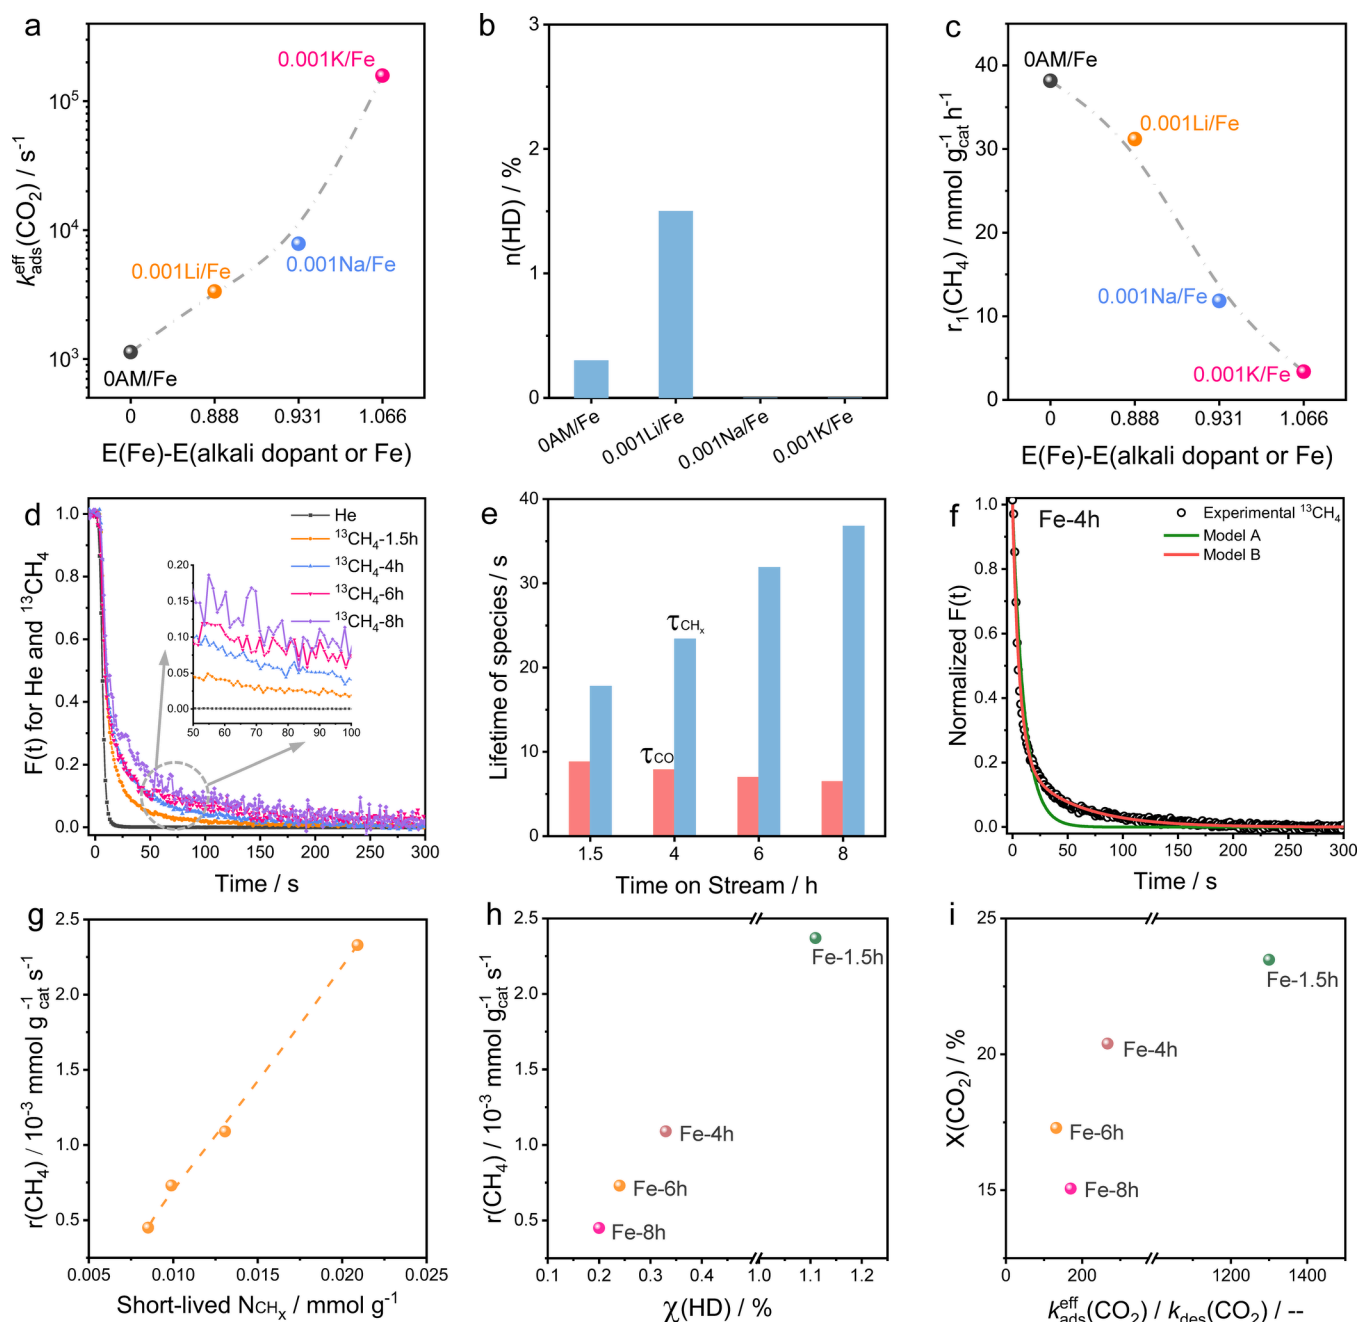 a
k_ads^eff(CO₂) / s⁻¹
10⁵
10⁴
10³
0.001K/Fe
0.001Li/Fe
0.001Na/Fe
0AM/Fe
0 0.888 0.931 1.066
E(Fe)-E(alkali dopant or Fe)
b
n(HD) / %
3
2
1
0
0AM/Fe 0.001Li/Fe 0.001Na/Fe 0.001K/Fe
c
r₁(CH₄) / mmol g_cat⁻¹ h⁻¹
40
30
20
10
0
0AM/Fe
0.001Li/Fe
0.001Na/Fe
0.001K/Fe
0 0.888 0.931 1.066
E(Fe)-E(alkali dopant or Fe)
d
F(t) for He and ¹³CH₄
1.0
0.8
0.6
0.4
0.2
0.0
He
¹³CH₄-1.5h
¹³CH₄-4h
¹³CH₄-6h
¹³CH₄-8h
0.20
0.15
0.10
0.05
0.00
50 60 70 80 90 100
0 50 100 150 200 250 300
Time / s
e
Lifetime of species / s
40
30
20
10
0
τ_CHₓ
τ_CO
1.5 4 6 8
Time on Stream / h
f
Normalized F(t)
1.0
0.8
0.6
0.4
0.2
0.0
Fe-4h
Experimental ¹³CH₄
Model A
Model B
0 50 100 150 200 250 300
Time / s
g
r(CH₄) / 10⁻³ mmol g_cat⁻¹ s⁻¹
2.5
2.0
1.5
1.0
0.5
0.005 0.010 0.015 0.020 0.025
Short-lived N_CHₓ / mmol g⁻¹
h
r(CH₄) / 10⁻³ mmol g_cat⁻¹ s⁻¹
2.5
2.0
1.5
1.0
0.5
Fe-1.5h
Fe-4h
Fe-6h
Fe-8h
0.1 0.2 0.3 0.4 1.0 1.1 1.2
χ(HD) / %
i
X(CO₂) / %
25
20
15
Fe-1.5h
Fe-4h
Fe-6h
Fe-8h
0 200 1200 1400
k_ads^eff(CO₂) / k_des(CO₂) / --